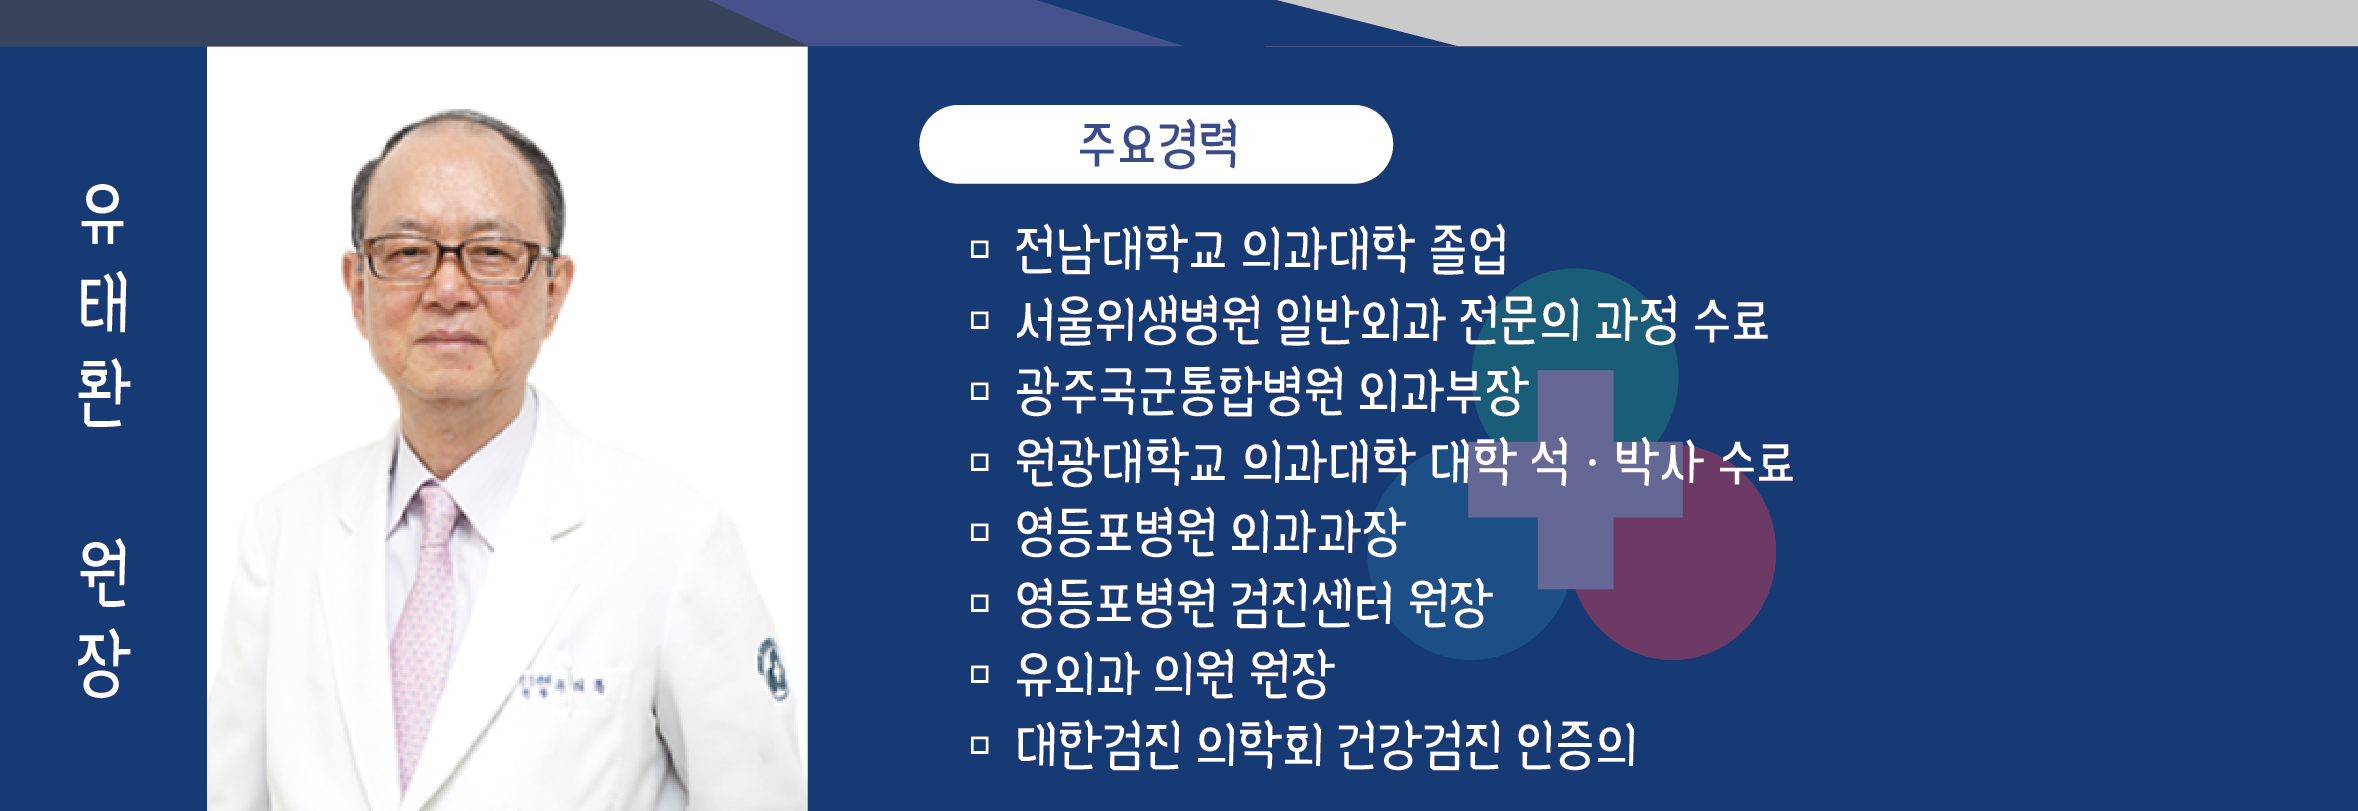 유태환 원장
주요경력
전남대학교 의과대학 졸업
서울위생병원 일반외과 전문의 과정 수료
광주국군통합병원 외과부장
원광대학교 의과대학 대학 석 · 박사 수료
영등포병원 외과과장
영등포병원 검진센터 원장
유외과 의원 원장
대한검진 의학회 건강검진 인증의